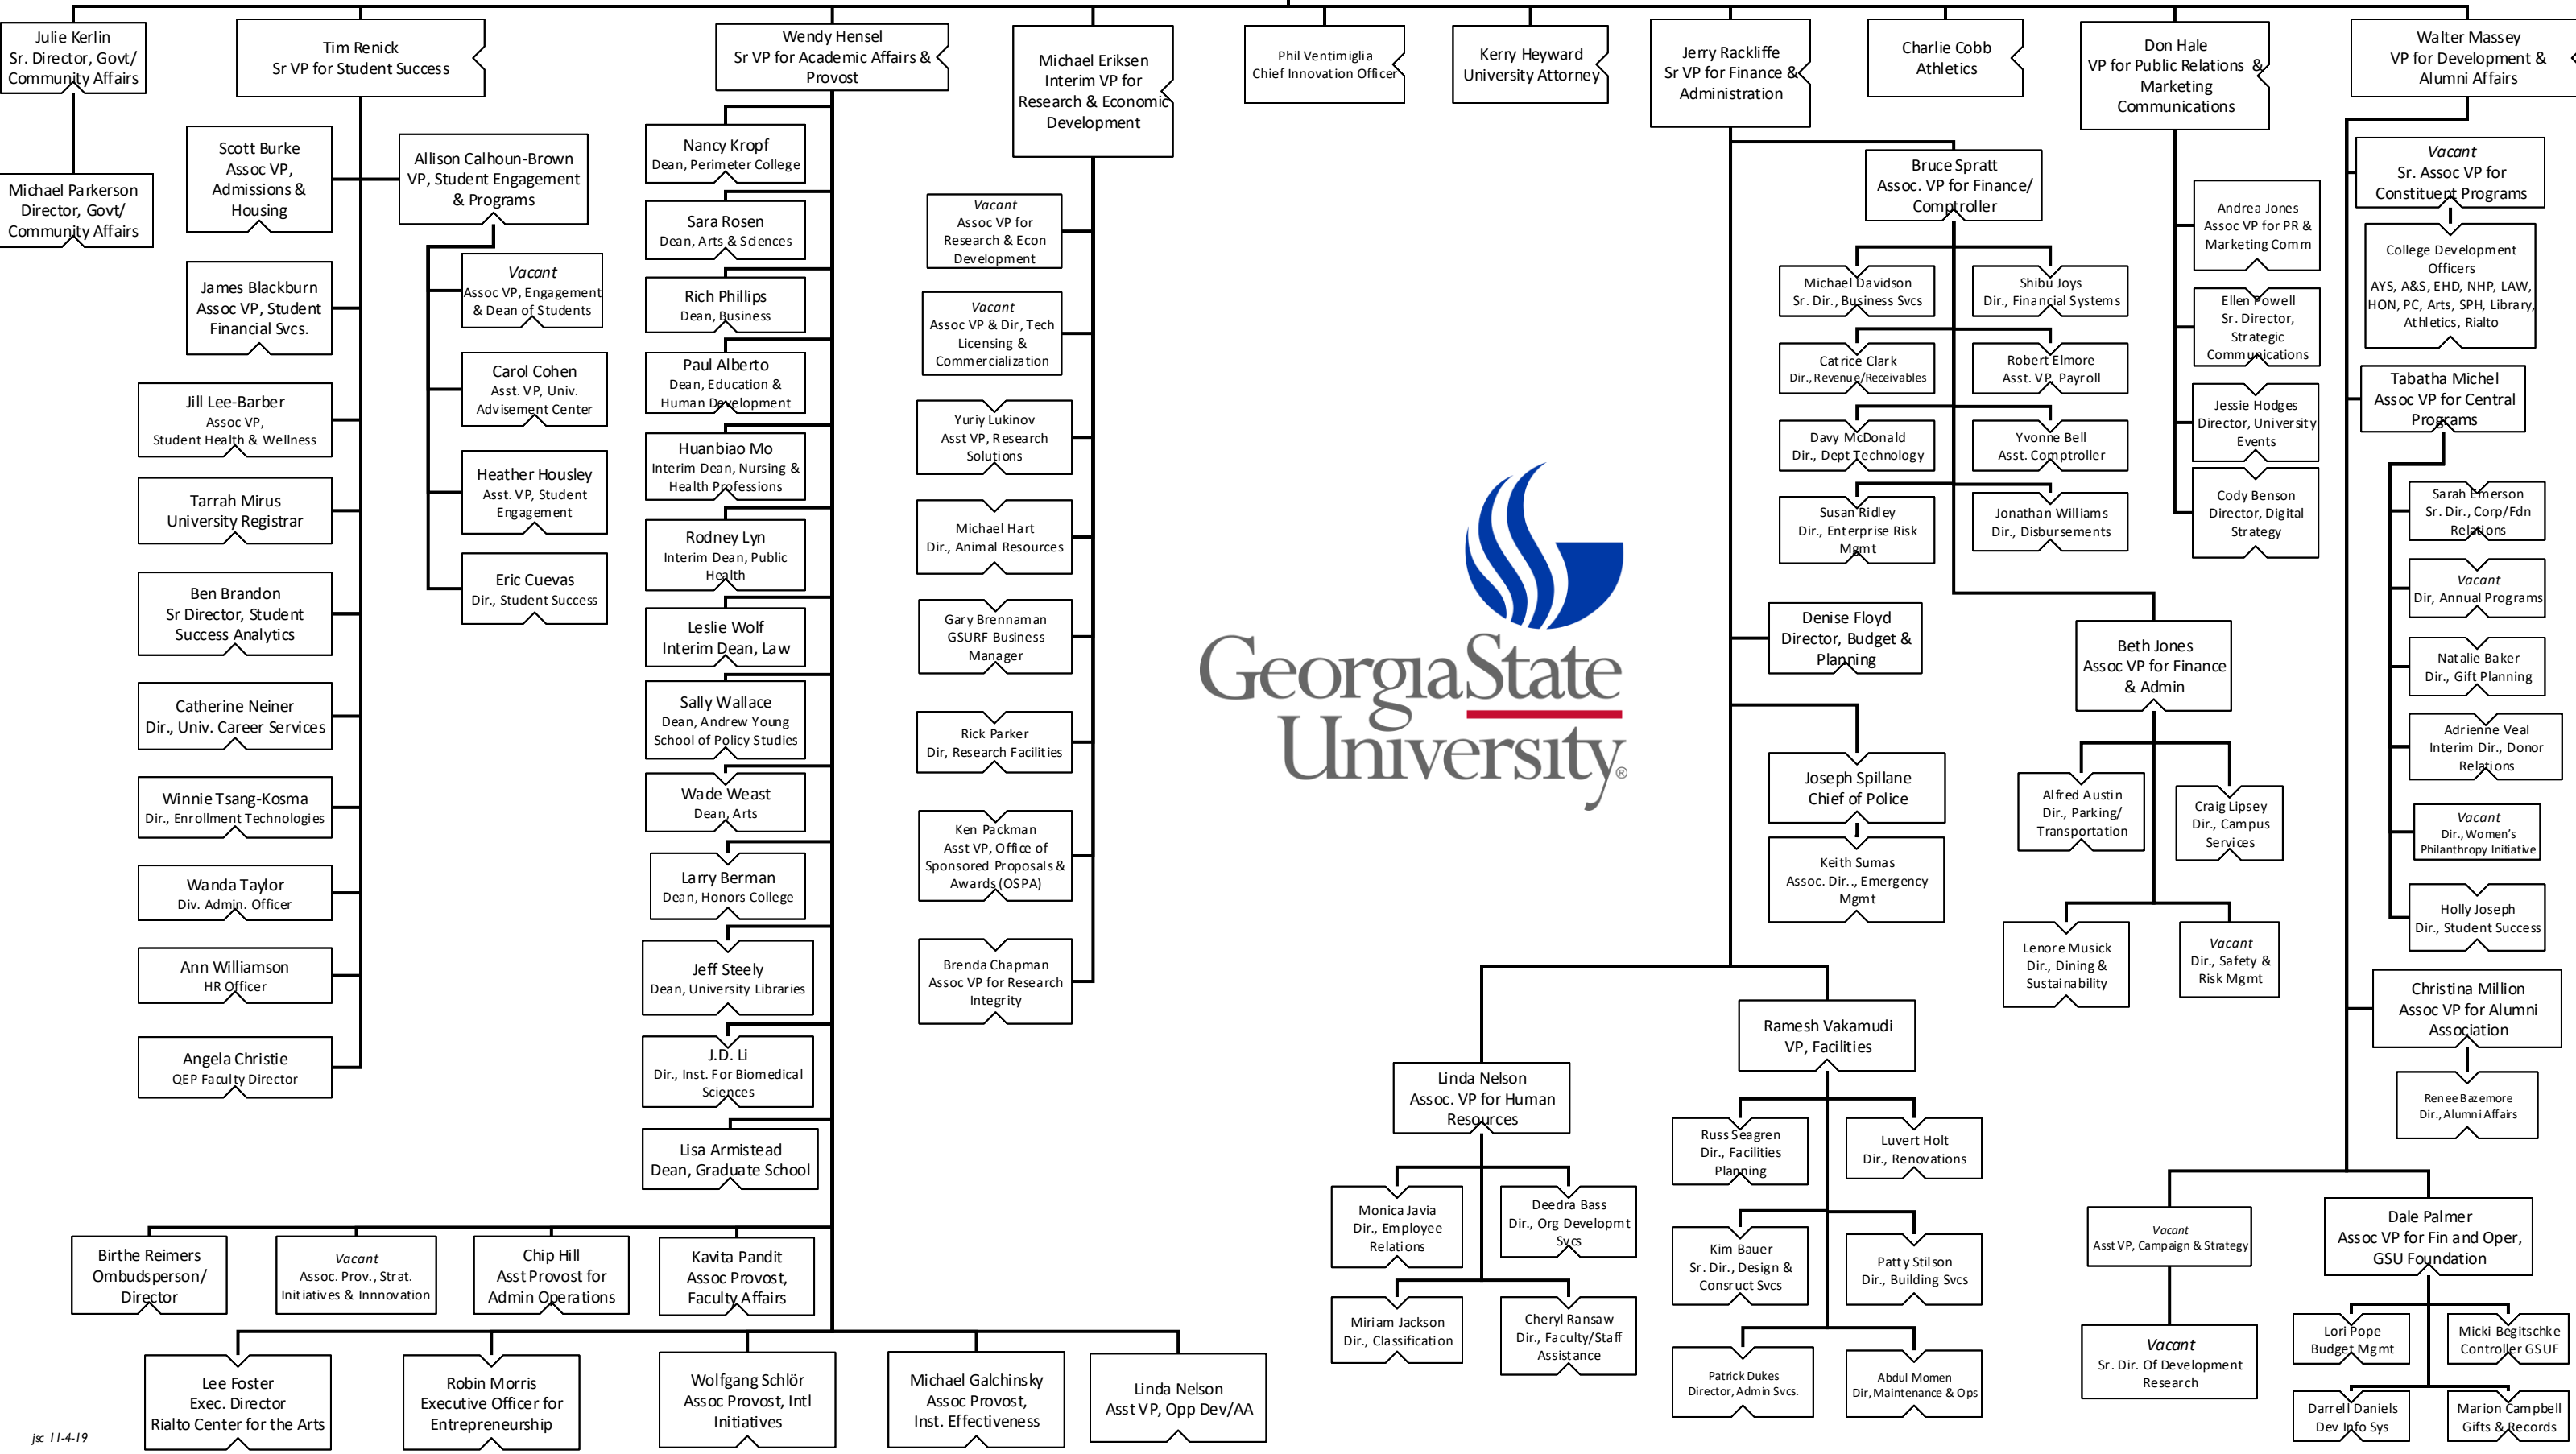 Julie Kerlin
Sr. Director, Govt/
Community Affairs
Michael Parkerson
Director, Govt/
Community Affairs
Tim Renick
Sr VP for Student Success
Scott Burke
Assoc VP,
Admissions &
Housing
James Blackburn
Assoc VP, Student
Financial Svcs.
Jill Lee-Barber
Assoc VP,
Student Health & Wellness
Tarrah Mirus
University Registrar
Ben Brandon
Sr Director, Student
Success Analytics
Catherine Neiner
Dir., Univ. Career Services
Winnie Tsang-Kosma
Dir., Enrollment Technologies
Wanda Taylor
Div. Admin. Officer
Ann Williamson
HR Officer
Angela Christie
QEP Faculty Director
Allison Calhoun-Brown
VP, Student Engagement
& Programs
Vacant
Assoc VP, Engagement
& Dean of Students
Carol Cohen
Asst. VP, Univ.
Advisement Center
Heather Housley
Asst. VP, Student
Engagement
Eric Cuevas
Dir., Student Success
Wendy Hensel
Sr VP for Academic Affairs &
Provost
Nancy Kropf
Dean, Perimeter College
Sara Rosen
Dean, Arts & Sciences
Rich Phillips
Dean, Business
Paul Alberto
Dean, Education &
Human Development
Huanbiao Mo
Interim Dean, Nursing &
Health Professions
Rodney Lyn
Interim Dean, Public
Health
Leslie Wolf
Interim Dean, Law
Sally Wallace
Dean, Andrew Young
School of Policy Studies
Wade Weast
Dean, Arts
Larry Berman
Dean, Honors College
Jeff Steely
Dean, University Libraries
J.D. Li
Dir., Inst. For Biomedical
Sciences
Lisa Armistead
Dean, Graduate School
Birthe Reimers
Ombudsperson/
Director
Vacant
Assoc. Prov., Strat.
Initiatives & Innnovation
Chip Hill
Asst Provost for
Admin Operations
Kavita Pandit
Assoc Provost,
Faculty Affairs
Lee Foster
Exec. Director
Rialto Center for the Arts
Robin Morris
Executive Officer for
Entrepreneurship
Wolfgang Schlör
Assoc Provost, Intl
Initiatives
Michael Galchinsky
Assoc Provost,
Inst. Effectiveness
Linda Nelson
Asst VP, Opp Dev/AA
Michael Eriksen
Interim VP for
Research & Economic
Development
Vacant
Assoc VP for
Research & Econ
Development
Vacant
Assoc VP & Dir, Tech
Licensing &
Commercialization
Yuriy Lukinov
Asst VP, Research
Solutions
Michael Hart
Dir., Animal Resources
Gary Brennaman
GSURF Business
Manager
Rick Parker
Dir, Research Facilities
Ken Packman
Asst VP, Office of
Sponsored Proposals &
Awards (OSPA)
Brenda Chapman
Assoc VP for Research
Integrity
Phil Ventimiglia
Chief Innovation Officer
Kerry Heyward
University Attorney
GeorgiaState
University®
Jerry Rackliffe
Sr VP for Finance &
Administration
Bruce Spratt
Assoc. VP for Finance/
Comptroller
Michael Davidson
Sr. Dir., Business Svcs
Shibu Joys
Dir., Financial Systems
Catrice Clark
Dir., Revenue/Receivables
Robert Elmore
Asst. VP, Payroll
Davy McDonald
Dir., Dept Technology
Yvonne Bell
Asst. Comptroller
Susan Ridley
Dir., Enterprise Risk
Mgmt
Jonathan Williams
Dir., Disbursements
Denise Floyd
Director, Budget &
Planning
Joseph Spillane
Chief of Police
Keith Sumas
Assoc. Dir.., Emergency
Mgmt
Beth Jones
Assoc VP for Finance
& Admin
Alfred Austin
Dir., Parking/
Transportation
Craig Lipsey
Dir., Campus
Services
Lenore Musick
Dir., Dining &
Sustainability
Vacant
Dir., Safety &
Risk Mgmt
Linda Nelson
Assoc. VP for Human
Resources
Monica Javia
Dir., Employee
Relations
Deedra Bass
Dir., Org Developmt
Svcs
Miriam Jackson
Dir., Classification
Cheryl Ransaw
Dir., Faculty/Staff
Assistance
Ramesh Vakamudi
VP, Facilities
Russ Seagren
Dir., Facilities
Planning
Luvert Holt
Dir., Renovations
Kim Bauer
Sr. Dir., Design &
Consruct Svcs
Patty Stilson
Dir., Building Svcs
Patrick Dukes
Director, Admin Svcs.
Abdul Momen
Dir, Maintenance & Ops
Charlie Cobb
Athletics
Don Hale
VP for Public Relations &
Marketing
Communications
Andrea Jones
Assoc VP for PR &
Marketing Comm
Ellen Powell
Sr. Director,
Strategic
Communications
Jessie Hodges
Director, University
Events
Cody Benson
Director, Digital
Strategy
Walter Massey
VP for Development &
Alumni Affairs
Vacant
Sr. Assoc VP for
Constituent Programs
College Development
Officers
AYS, A&S, EHD, NHP, LAW,
HON, PC, Arts, SPH, Library,
Athletics, Rialto
Tabatha Michel
Assoc VP for Central
Programs
Sarah Emerson
Sr. Dir., Corp/Fdn
Relations
Vacant
Dir, Annual Programs
Natalie Baker
Dir., Gift Planning
Adrienne Veal
Interim Dir., Donor
Relations
Vacant
Dir., Women's
Philanthropy Initiative
Holly Joseph
Dir., Student Success
Christina Million
Assoc VP for Alumni
Association
Renee Bazemore
Dir., Alumni Affairs
Vacant
Asst VP, Campaign & Strategy
Vacant
Sr. Dir. Of Development
Research
Dale Palmer
Assoc VP for Fin and Oper,
GSU Foundation
Lori Pope
Budget Mgmt
Micki Begitschke
Controller GSUF
Darrell Daniels
Dev Info Sys
Marion Campbell
Gifts & Records
jsc 11-4-19